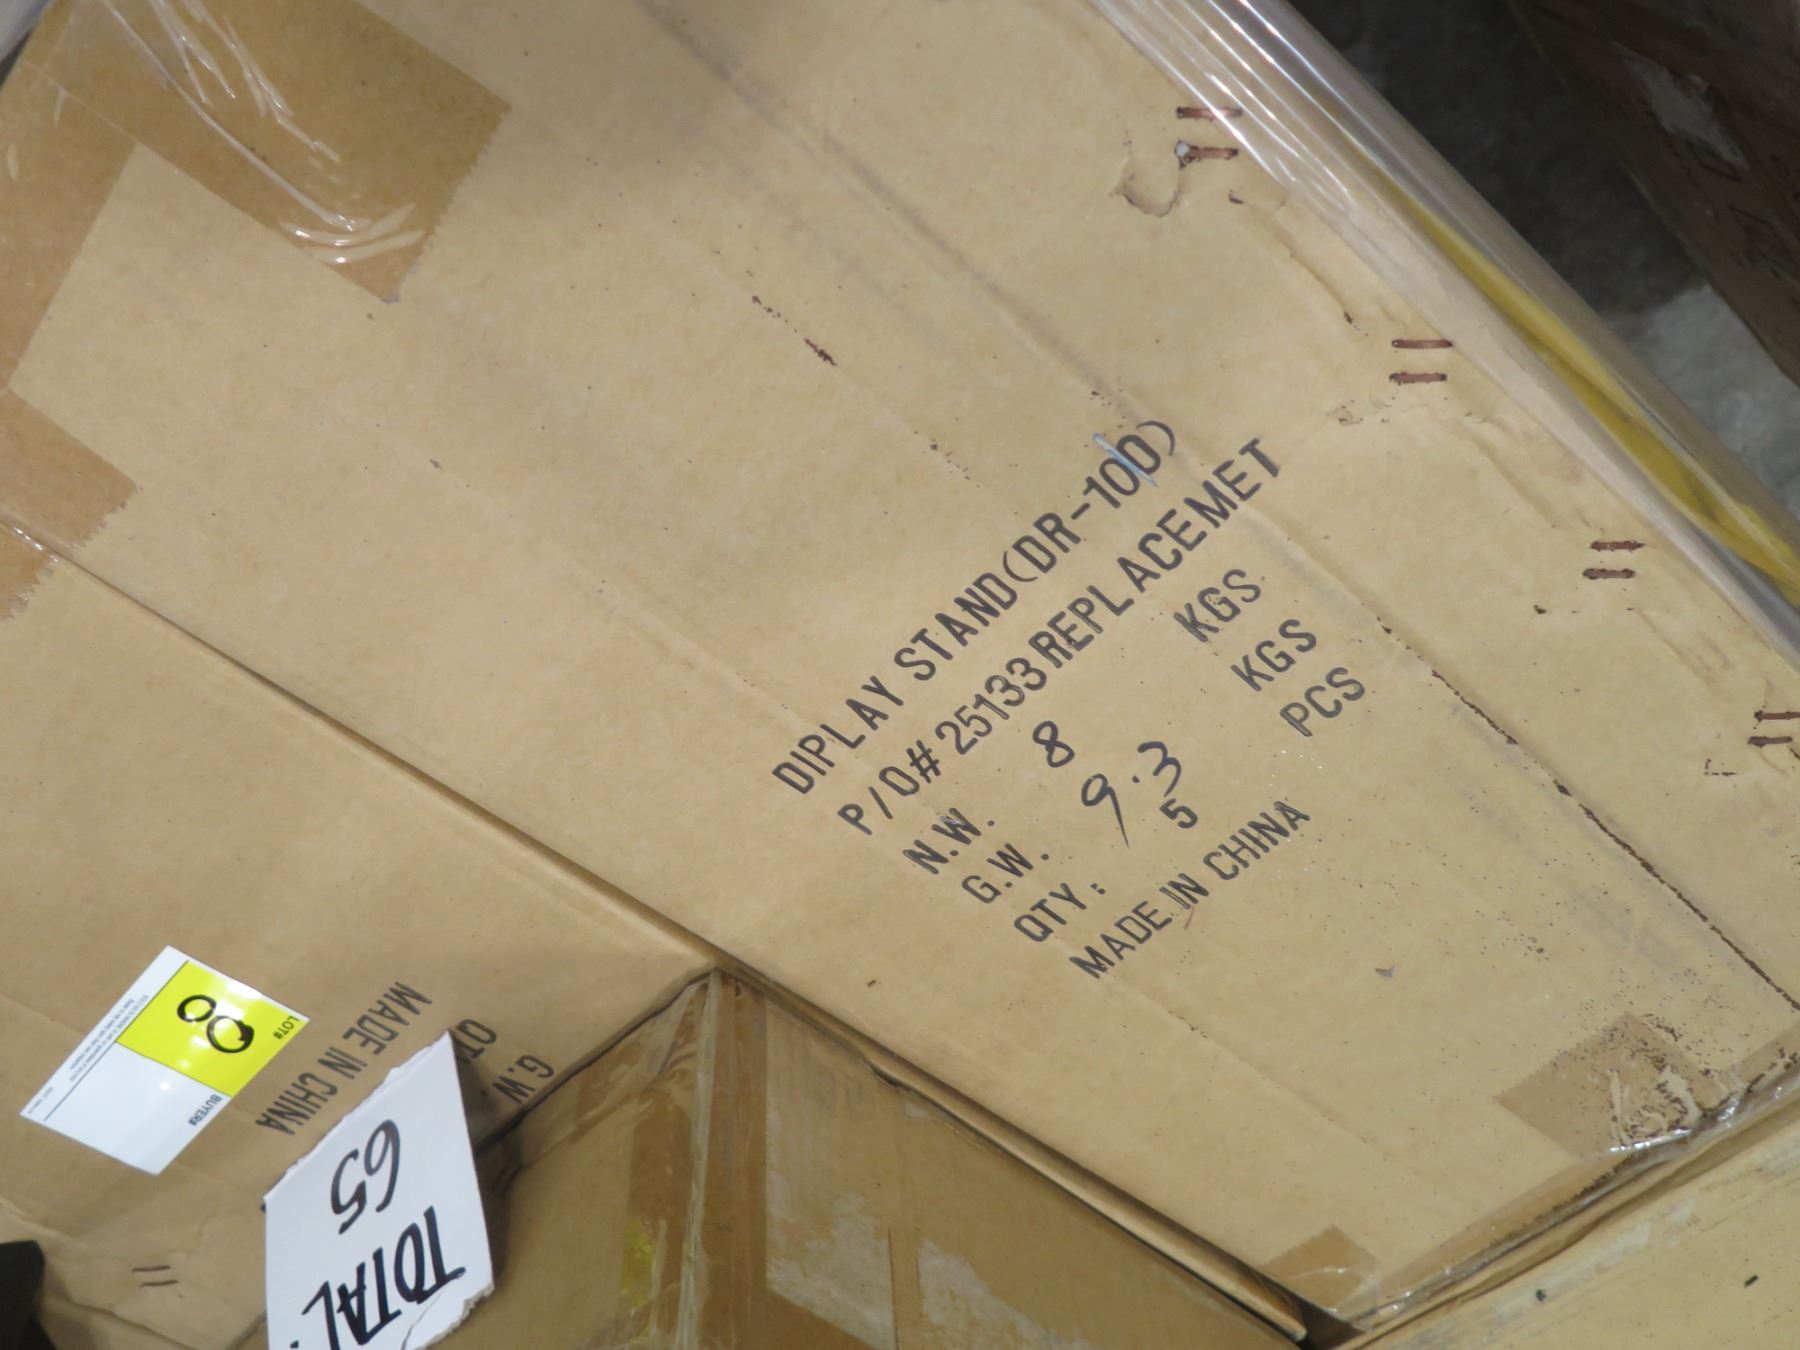 DIPLAY STAND(DR-100)
P/O# 25133 REPLACEMET
N.W. 8 KGS
G.W. 9.3 KGS
QTY: 5 PCS
MADE IN CHINA
LOT#
8
BUYER#
G.W
MADE IN CHINA
TOTAL
65